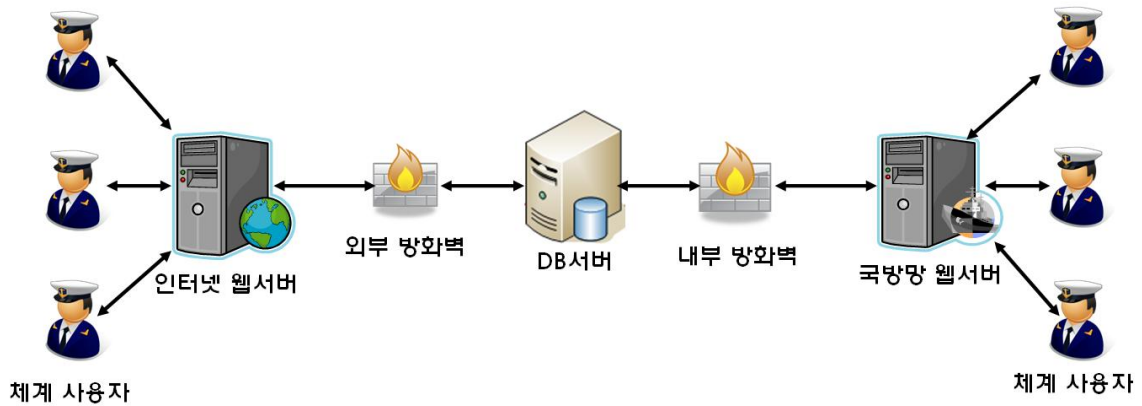 외부 방화벽
DB서버
내부 방화벽
인터넷 웹서버
국방망 웹서버
체계 사용자
체계 사용자